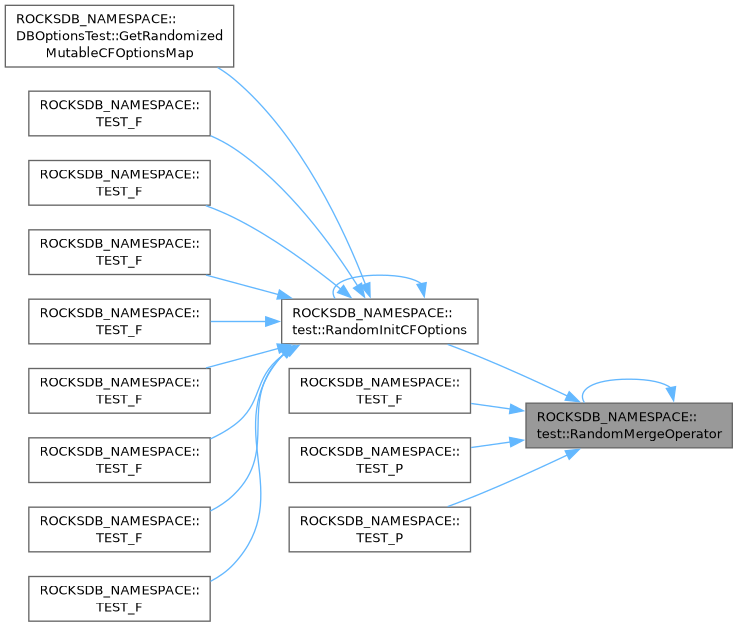 ROCKSDB_NAMESPACE::
DBOptionsTest::GetRandomized
MutableCFOptionsMap
ROCKSDB_NAMESPACE::
TEST_F
ROCKSDB_NAMESPACE::
TEST_F
ROCKSDB_NAMESPACE::
TEST_F
ROCKSDB_NAMESPACE::
TEST_F
ROCKSDB_NAMESPACE::
TEST_F
ROCKSDB_NAMESPACE::
TEST_F
ROCKSDB_NAMESPACE::
TEST_F
ROCKSDB_NAMESPACE::
TEST_F
ROCKSDB_NAMESPACE::
test::RandomInitCFOptions
ROCKSDB_NAMESPACE::
TEST_F
ROCKSDB_NAMESPACE::
TEST_P
ROCKSDB_NAMESPACE::
TEST_P
ROCKSDB_NAMESPACE::
test::RandomMergeOperator